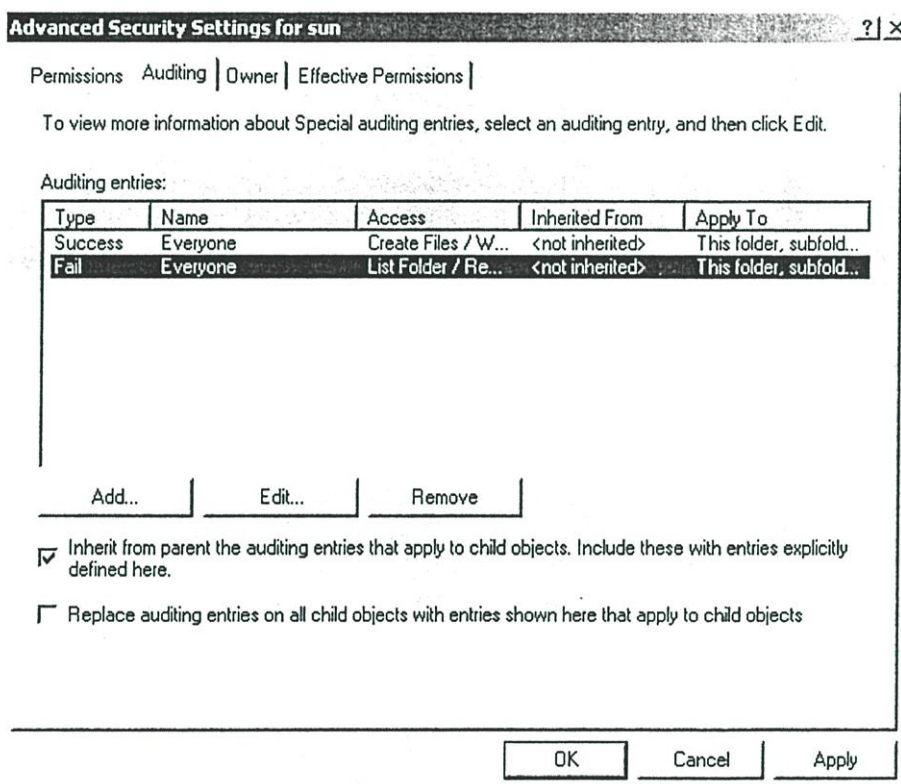 Advanced Security Settings for sun ? ×
Permissions Auditing Owner Effective Permissions
To view more information about Special auditing entries, select an auditing entry, and then click Edit.
Auditing entries:
Type Name Access Inherited From Apply To
Success Everyone Create Files / W... <not inherited> This folder, subfold...
Fail Everyone List Folder / Re... <not inherited> This folder, subfold...
Add... Edit... Remove
Inherit from parent the auditing entries that apply to child objects. Include these with entries explicitly
defined here.
Replace auditing entries on all child objects with entries shown here that apply to child objects
OK Cancel Apply